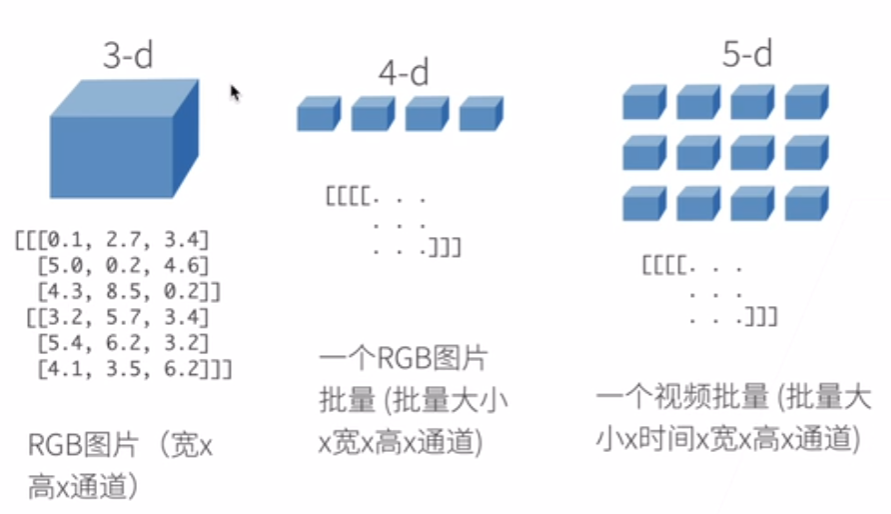 3-d
[[[0.1, 2.7, 3.4]
[5.0, 0.2, 4.6]
[4.3, 8.5, 0.2]]
[[3.2, 5.7, 3.4]
[5.4, 6.2, 3.2]
[4.1, 3.5, 6.2]]]
RGB图片（宽x
高x通道）
4-d
[[[[. . .
. . .
. . .]]]
一个RGB图片
批量 (批量大小
x宽x高x通道)
5-d
[[[[. . .
. . .
. . .]]]
一个视频批量 (批量大
小x时间x宽x高x通道)